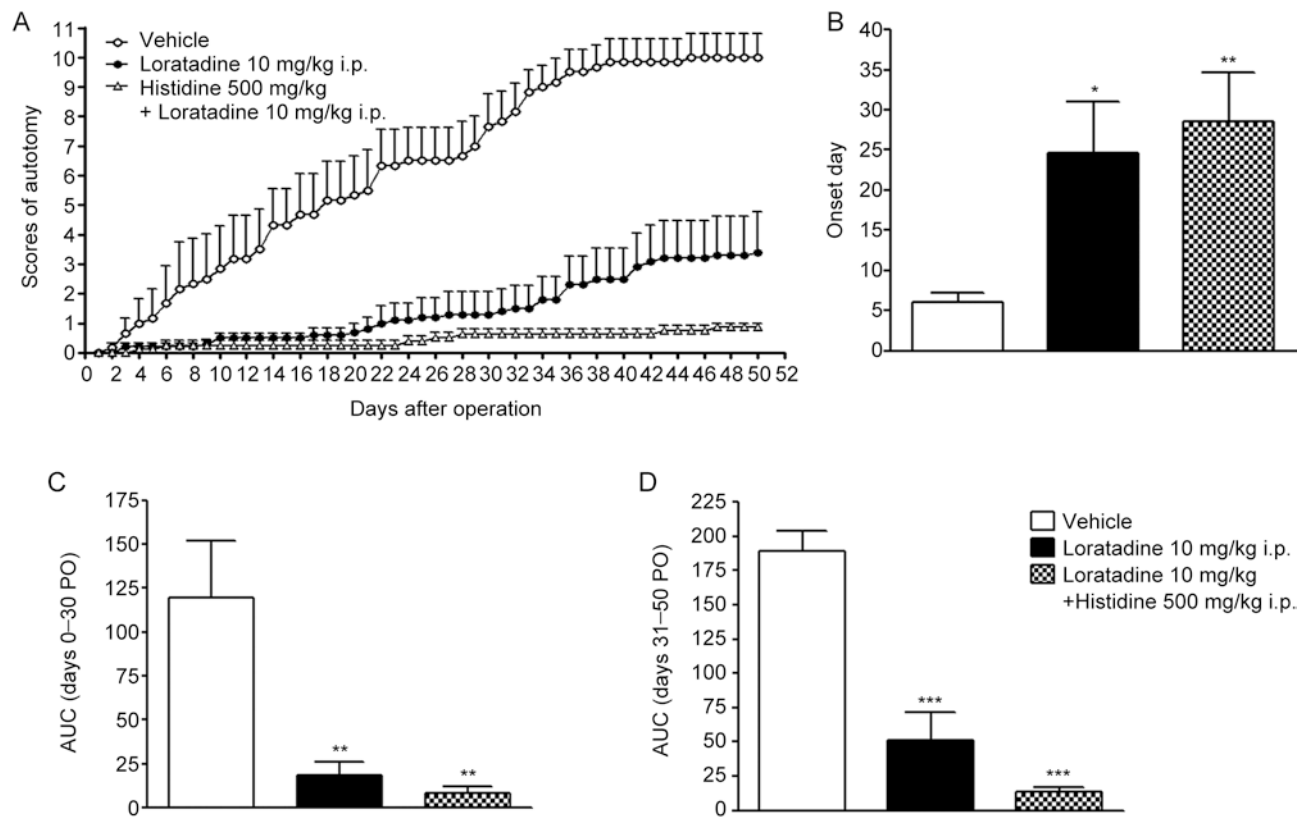 A
Vehicle
Loratadine 10 mg/kg i.p.
Histidine 500 mg/kg
+ Loratadine 10 mg/kg i.p.
Scores of autotomy
11
10
9
8
7
6
5
4
3
2
1
0
0 2 4 6 8 10 12 14 16 18 20 22 24 26 28 30 32 34 36 38 40 42 44 46 48 50 52
Days after operation
B
Onset day
40
35
30
25
20
15
10
5
0
*
**
C
AUC (days 0–30 PO)
175
150
125
100
75
50
25
0
**
**
D
AUC (days 31–50 PO)
225
200
175
150
125
100
75
50
25
0
***
***
Vehicle
Loratadine 10 mg/kg i.p.
Loratadine 10 mg/kg
+Histidine 500 mg/kg i.p.